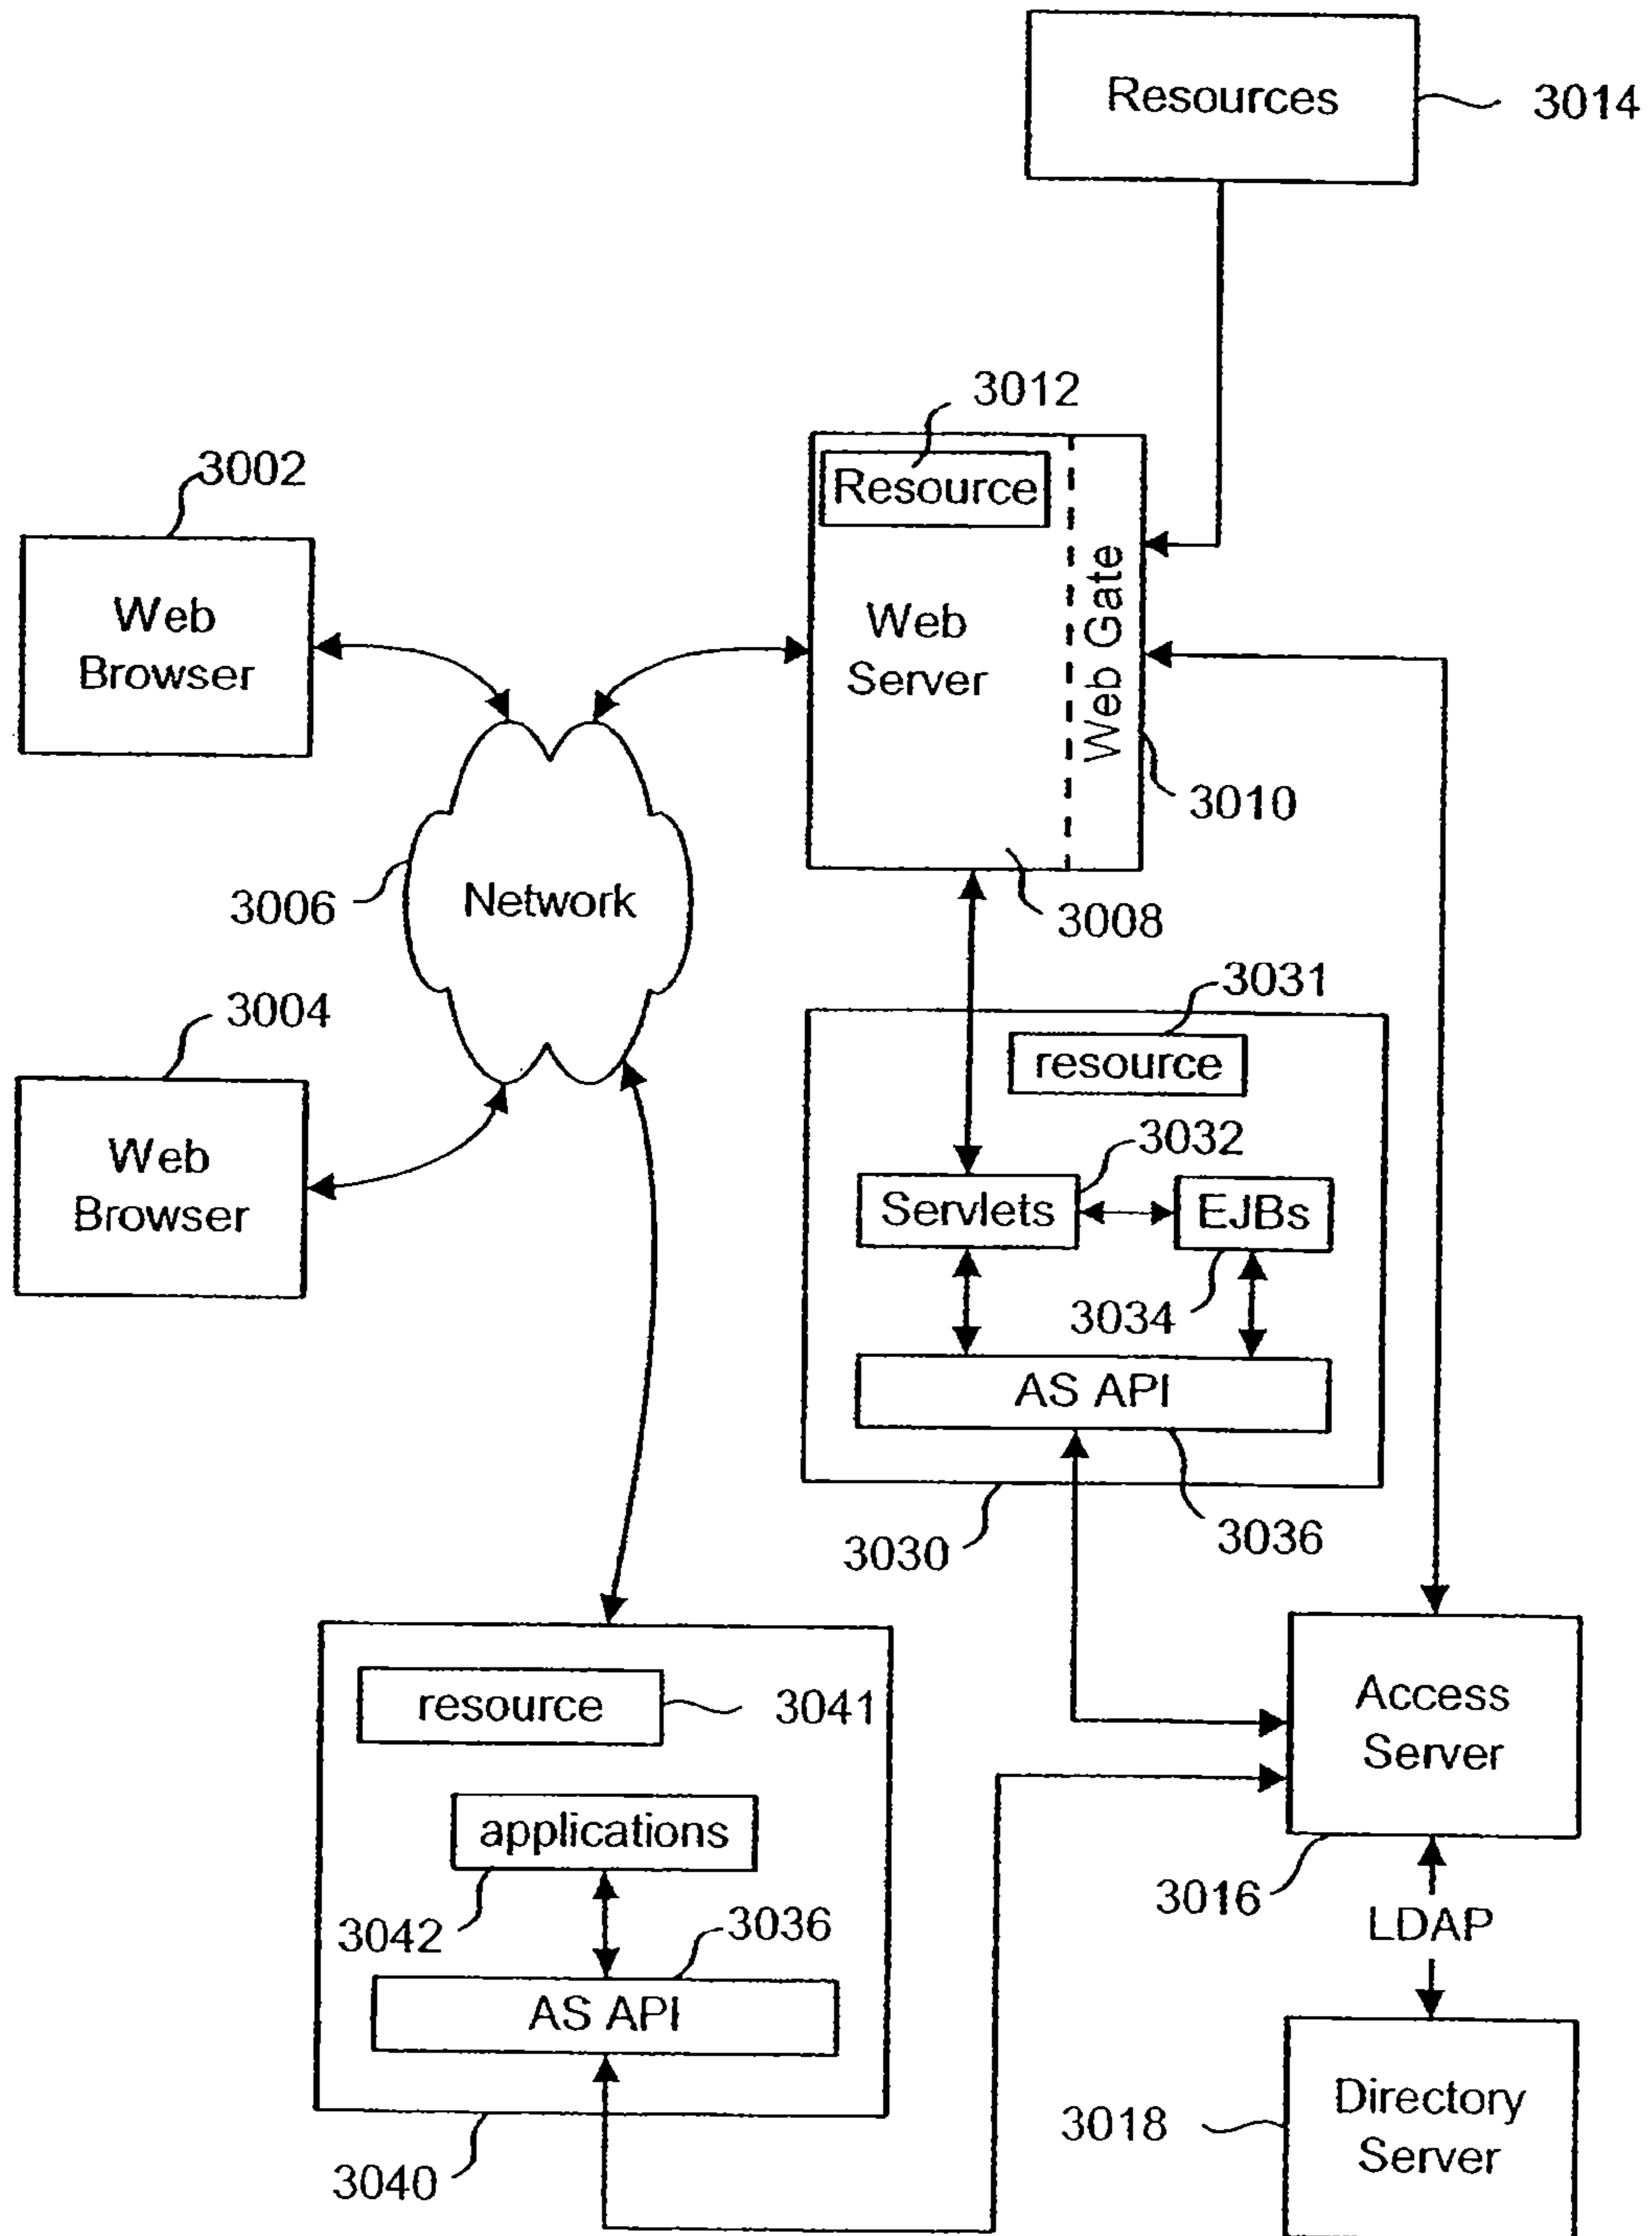 Resources
3014
3012
Resource
3002
Web
Browser
Web
Server
Web Gate
3010
3008
3006
Network
3004
Web
Browser
3031
resource
3032
Servlets
EJBs
3034
AS API
3030
3036
resource
3041
applications
3042
3036
AS API
3040
Access
Server
3016
LDAP
Directory
Server
3018